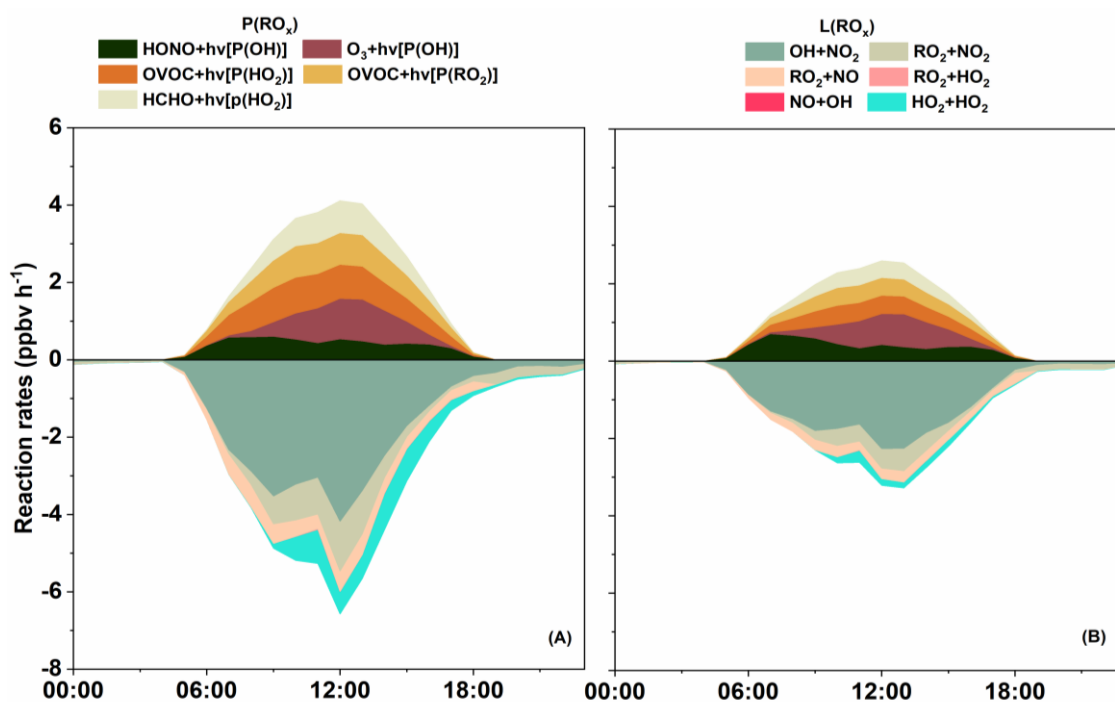 P(ROₓ)
HONO+hv[P(OH)]
O₃+hv[P(OH)]
OVOC+hv[P(HO₂)]
OVOC+hv[P(RO₂)]
HCHO+hv[p(HO₂)]
L(ROₓ)
OH+NO₂
RO₂+NO₂
RO₂+NO
RO₂+HO₂
NO+OH
HO₂+HO₂
Reaction rates (ppbv h⁻¹)
6
4
2
0
-2
-4
-6
-8
(A)
(B)
00:00
06:00
12:00
18:00
00:00
06:00
12:00
18:00